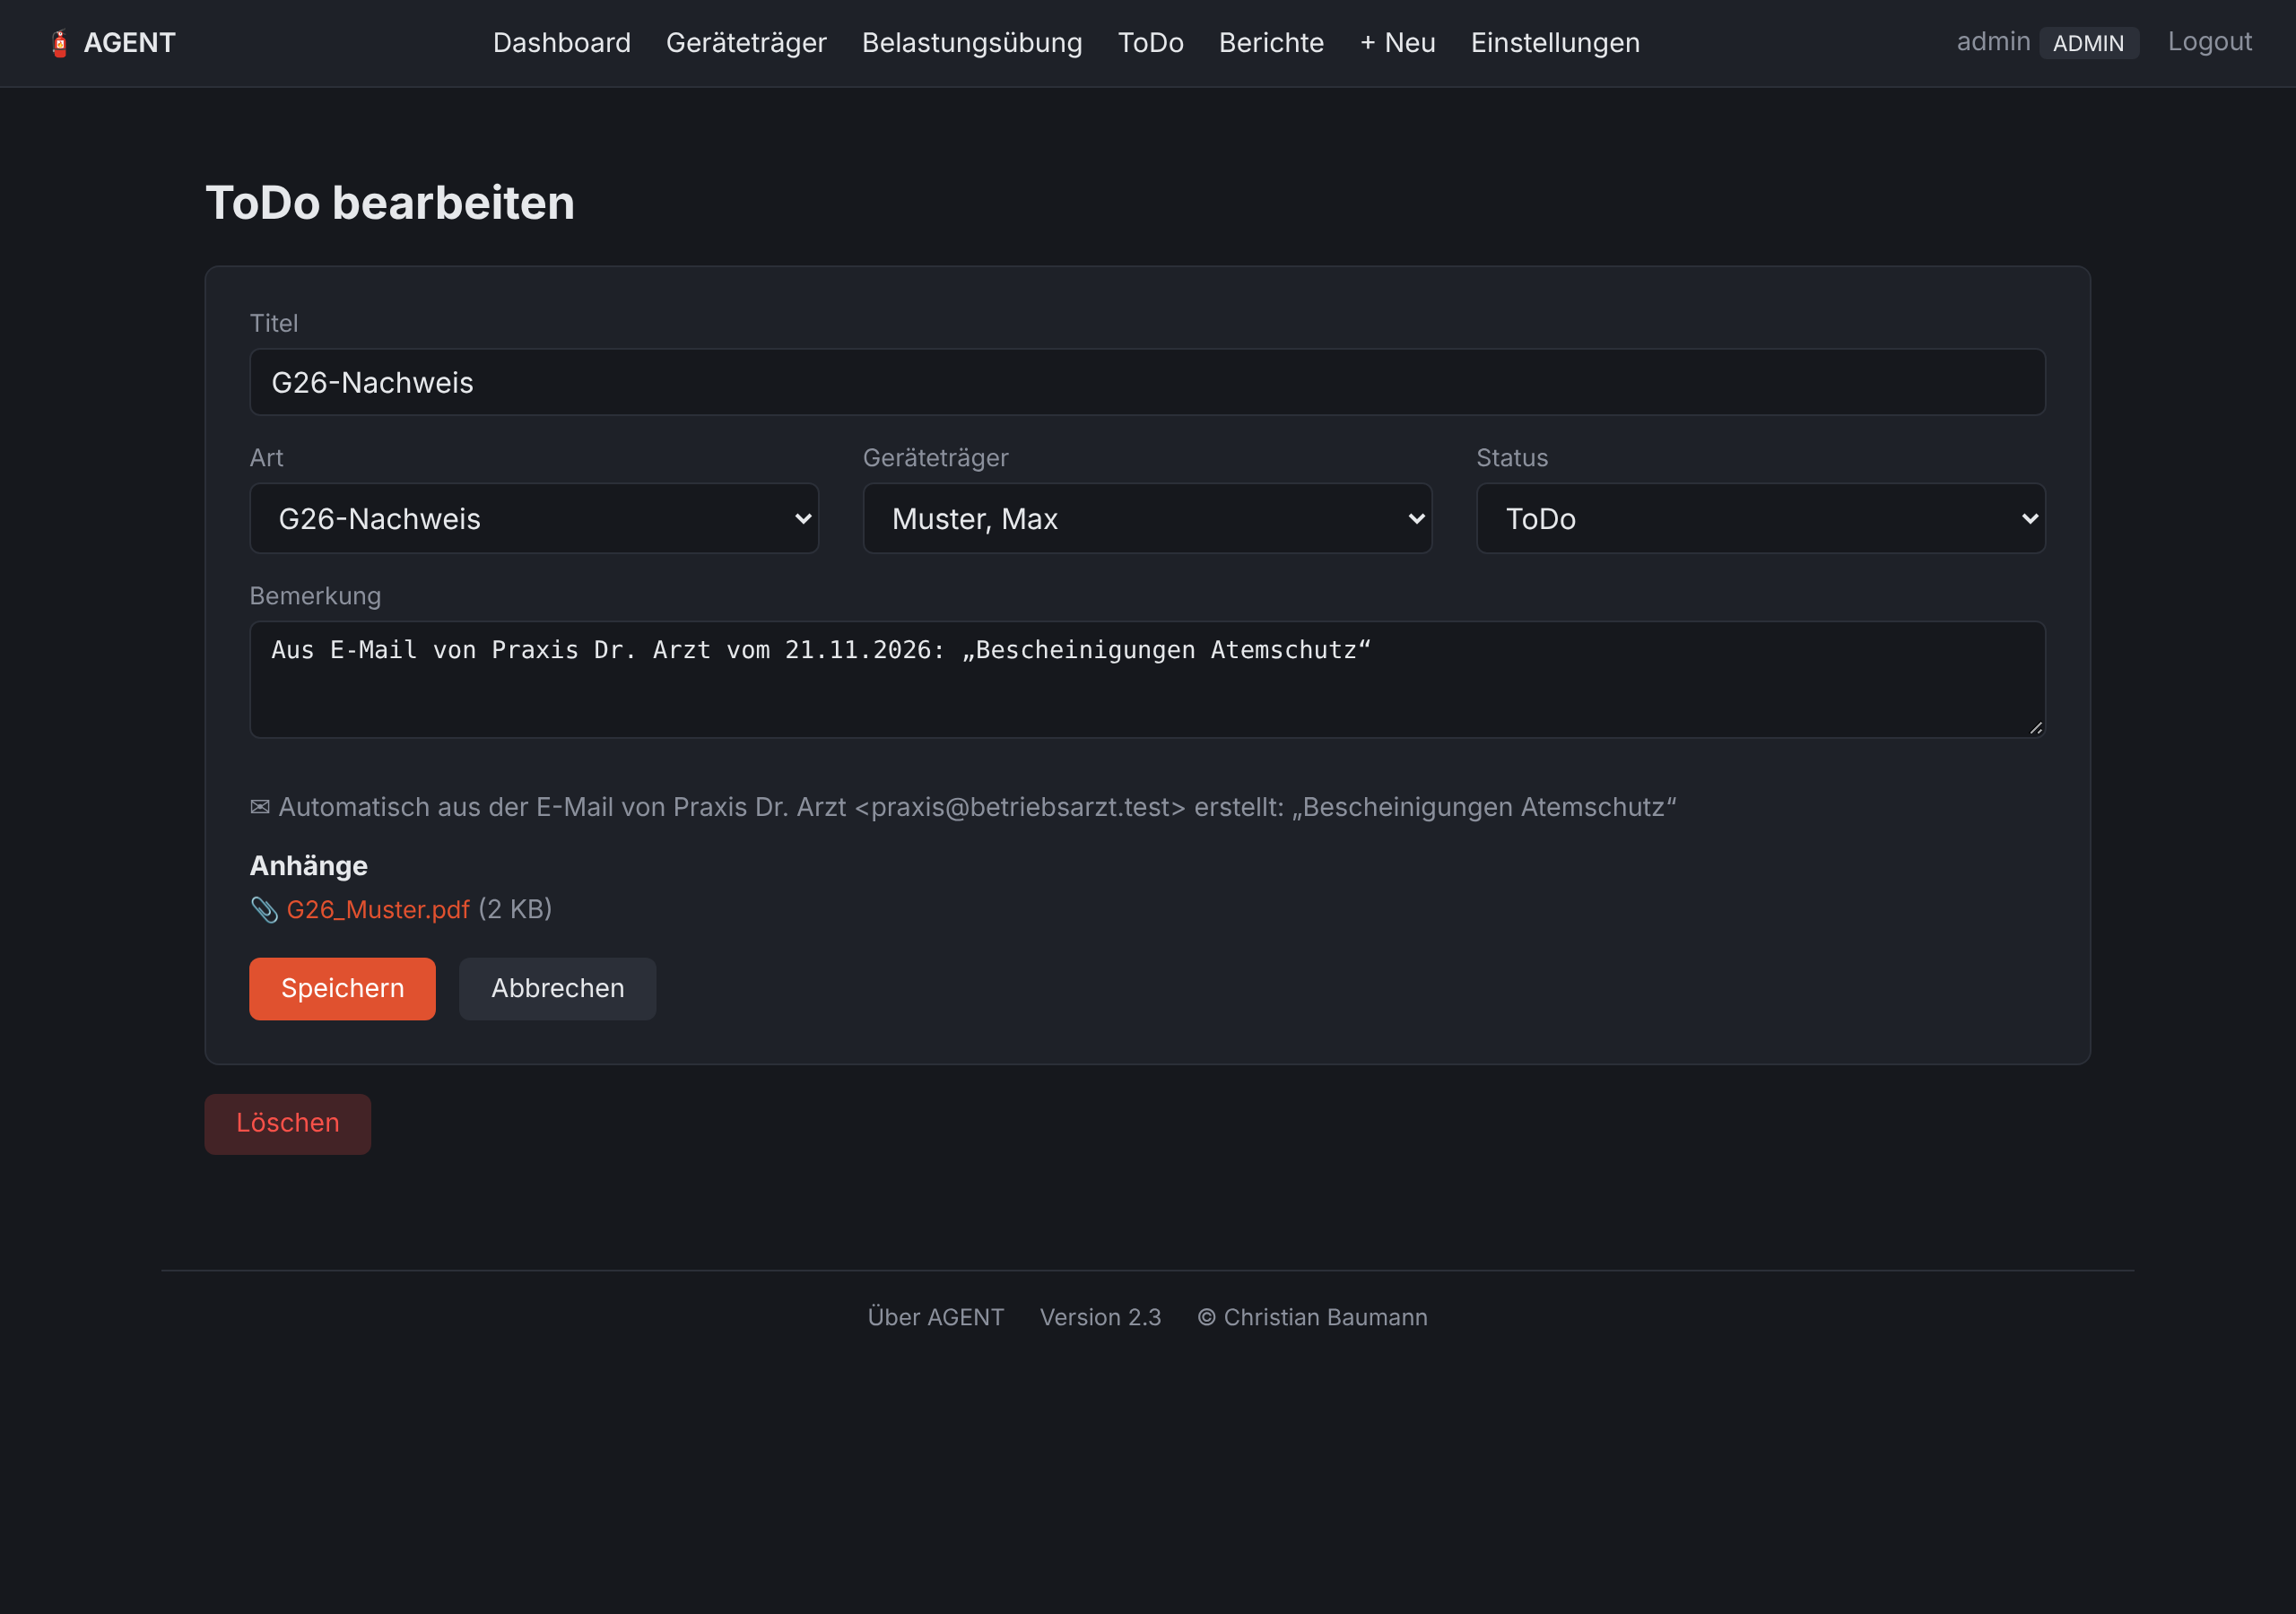 AGENT
Dashboard Geräteträger Belastungsübung ToDo Berichte + Neu Einstellungen
admin ADMIN Logout
ToDo bearbeiten
Titel
G26-Nachweis
Art Geräteträger Status
G26-Nachweis Muster, Max ToDo
Bemerkung
Aus E-Mail von Praxis Dr. Arzt vom 21.11.2026: „Bescheinigungen Atemschutz“
✉ Automatisch aus der E-Mail von Praxis Dr. Arzt <praxis@betriebsarzt.test> erstellt: „Bescheinigungen Atemschutz“
Anhänge
📎 G26_Muster.pdf (2 KB)
Speichern Abbrechen
Löschen
Über AGENT Version 2.3 © Christian Baumann